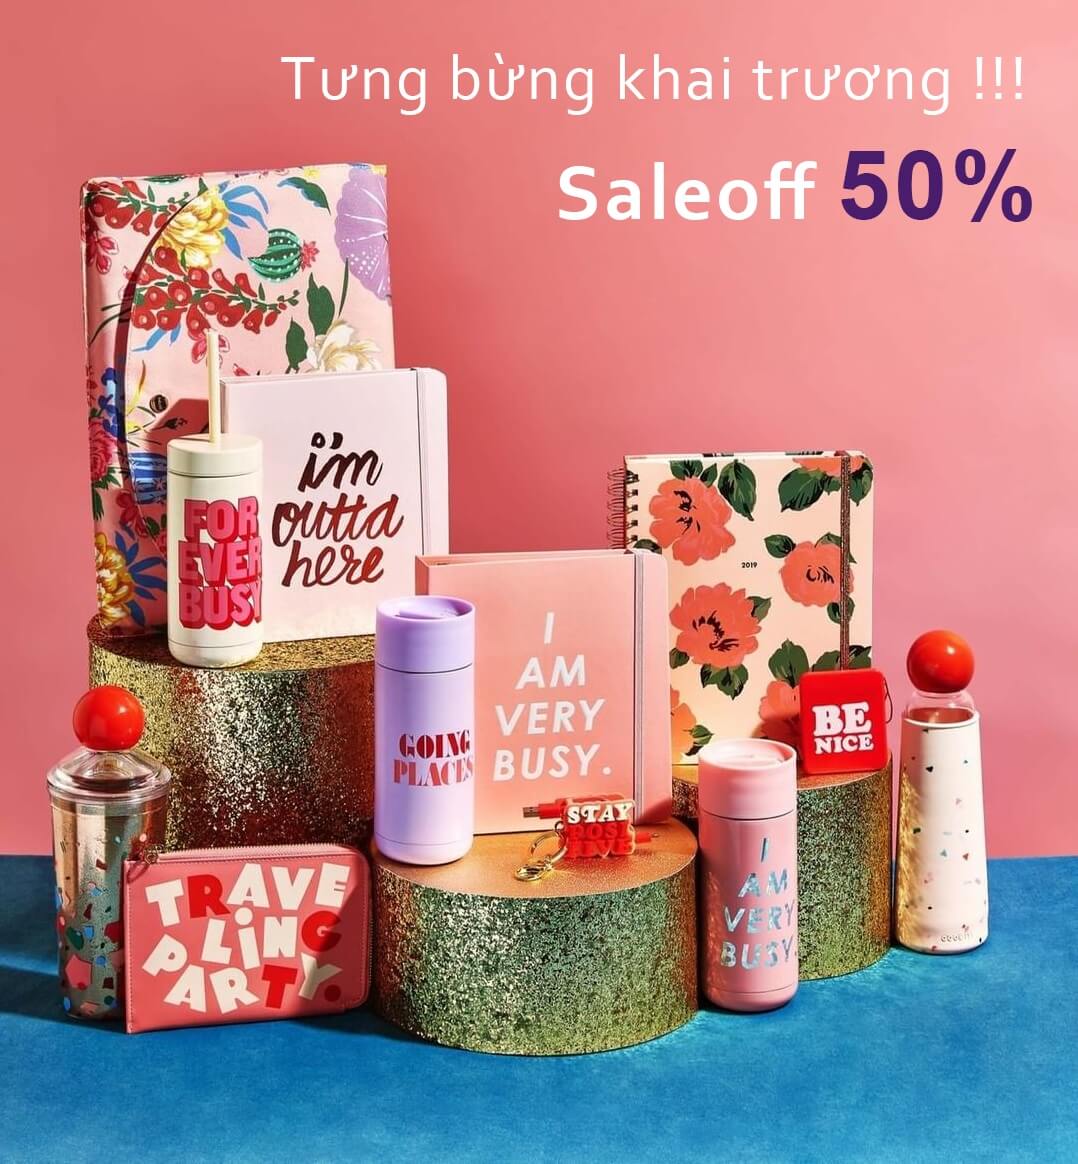 Tưng bừng khai trương !!!
Saleoff 50%
i'm
outta
here
FOR
EVER
BUSY
2019
I
AM
VERY
BUSY.
GOING
PLACES
BE
NICE
STAY
POSI
TIVE
I
AM
VERY
BUSY.
TRAVE
LiNG
PARTY.